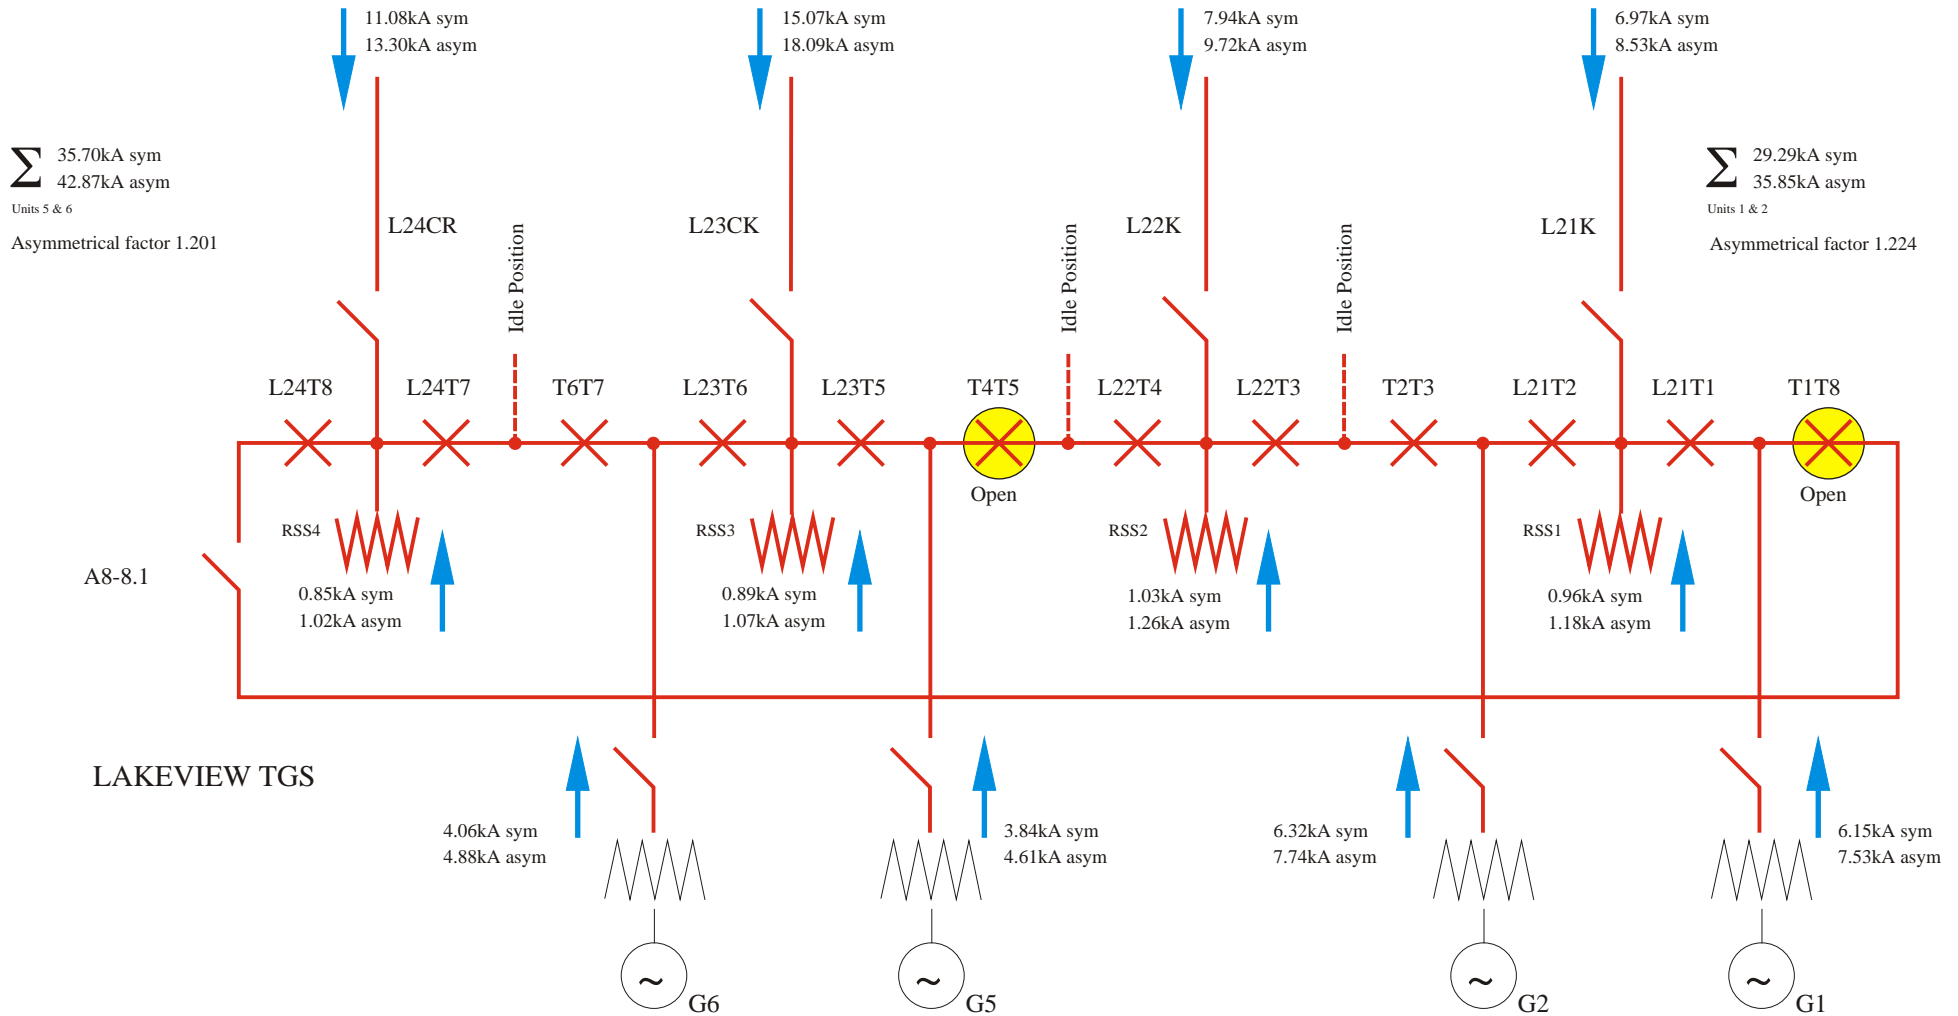 11.08kA sym
13.30kA asym
15.07kA sym
18.09kA asym
7.94kA sym
9.72kA asym
6.97kA sym
8.53kA asym
Σ 35.70kA sym
42.87kA asym
Units 5 & 6
Asymmetrical factor 1.201
Σ 29.29kA sym
35.85kA asym
Units 1 & 2
Asymmetrical factor 1.224
L24CR
L23CK
L22K
L21K
Idle Position
Idle Position
Idle Position
L24T8
L24T7
T6T7
L23T6
L23T5
T4T5
L22T4
L22T3
T2T3
L21T2
L21T1
T1T8
Open
Open
RSS4
RSS3
RSS2
RSS1
A8-8.1
0.85kA sym
1.02kA asym
0.89kA sym
1.07kA asym
1.03kA sym
1.26kA asym
0.96kA sym
1.18kA asym
LAKEVIEW TGS
4.06kA sym
4.88kA asym
3.84kA sym
4.61kA asym
6.32kA sym
7.74kA asym
6.15kA sym
7.53kA asym
~
G6
~
G5
~
G2
~
G1